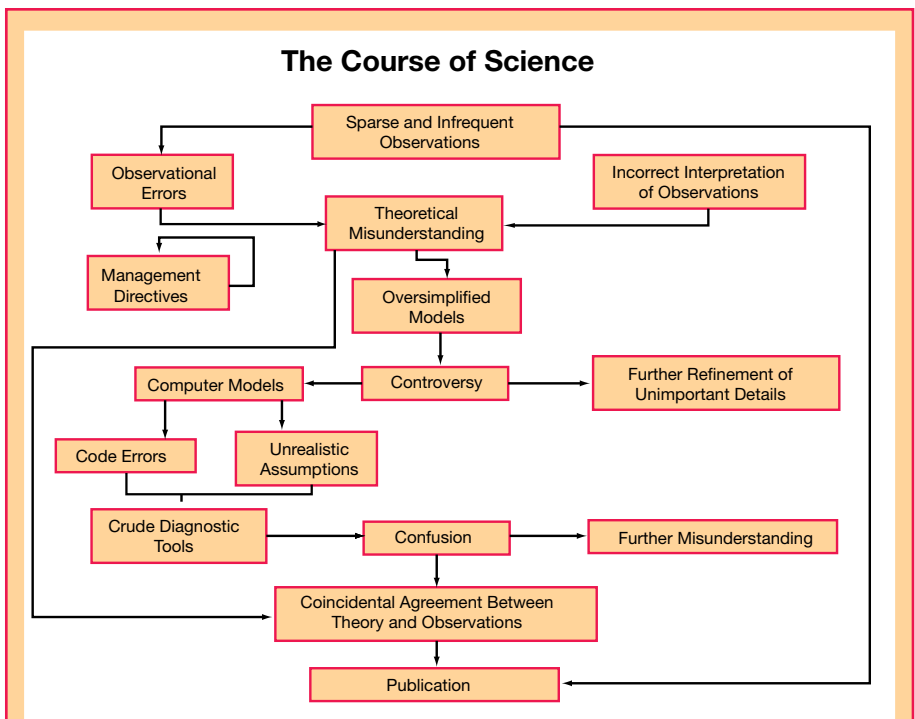 The Course of Science
Sparse and Infrequent
Observations
Observational
Errors
Incorrect Interpretation
of Observations
Theoretical
Misunderstanding
Management
Directives
Oversimplified
Models
Computer Models
Controversy
Further Refinement of
Unimportant Details
Code Errors
Unrealistic
Assumptions
Crude Diagnostic
Tools
Confusion
Further Misunderstanding
Coincidental Agreement Between
Theory and Observations
Publication